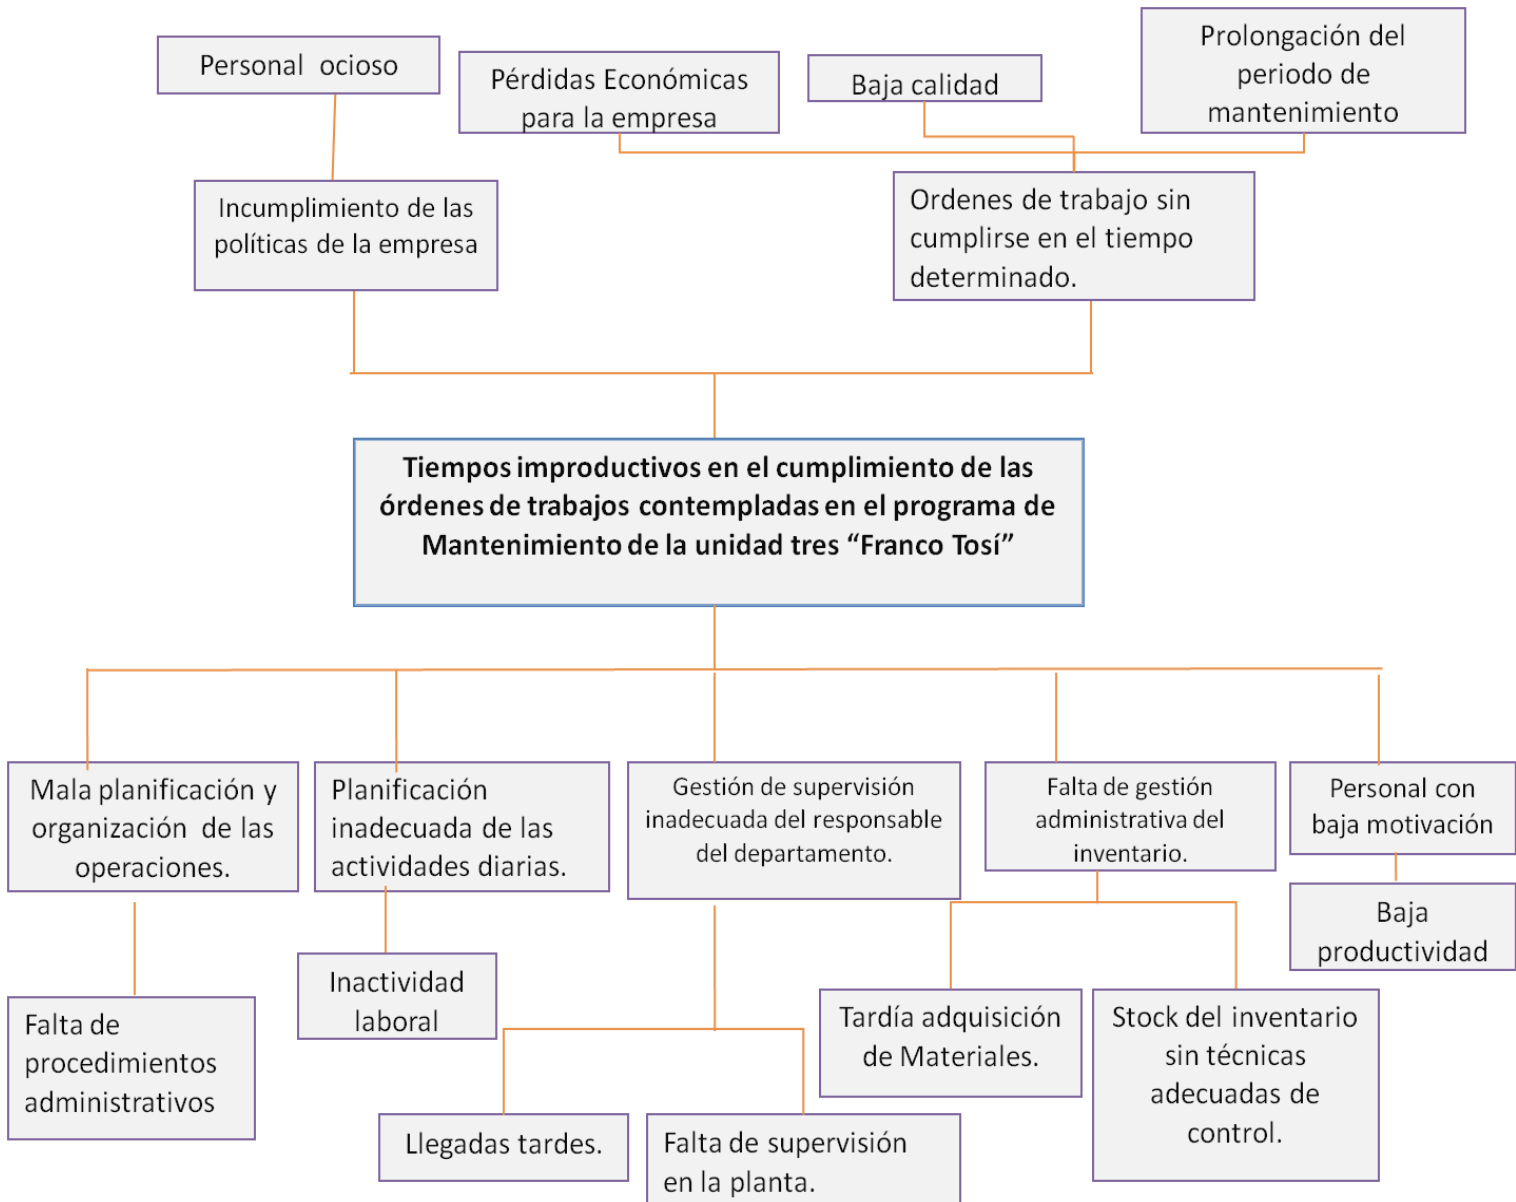 Personal ocioso
Pérdidas Económicas
para la empresa
Baja calidad
Prolongación del
periodo de
mantenimiento
Incumplimiento de las
políticas de la empresa
Ordenes de trabajo sin
cumplirse en el tiempo
determinado.
Tiempos improductivos en el cumplimiento de las
órdenes de trabajos contempladas en el programa de
Mantenimiento de la unidad tres “Franco Tosí”
Mala planificación y
organización de las
operaciones.
Planificación
inadecuada de las
actividades diarias.
Gestión de supervisión
inadecuada del responsable
del departamento.
Falta de gestión
administrativa del
inventario.
Personal con
baja motivación
Baja
productividad
Inactividad
laboral
Falta de
procedimientos
administrativos
Tardía adquisición
de Materiales.
Stock del inventario
sin técnicas
adecuadas de
control.
Llegadas tardes.
Falta de supervisión
en la planta.